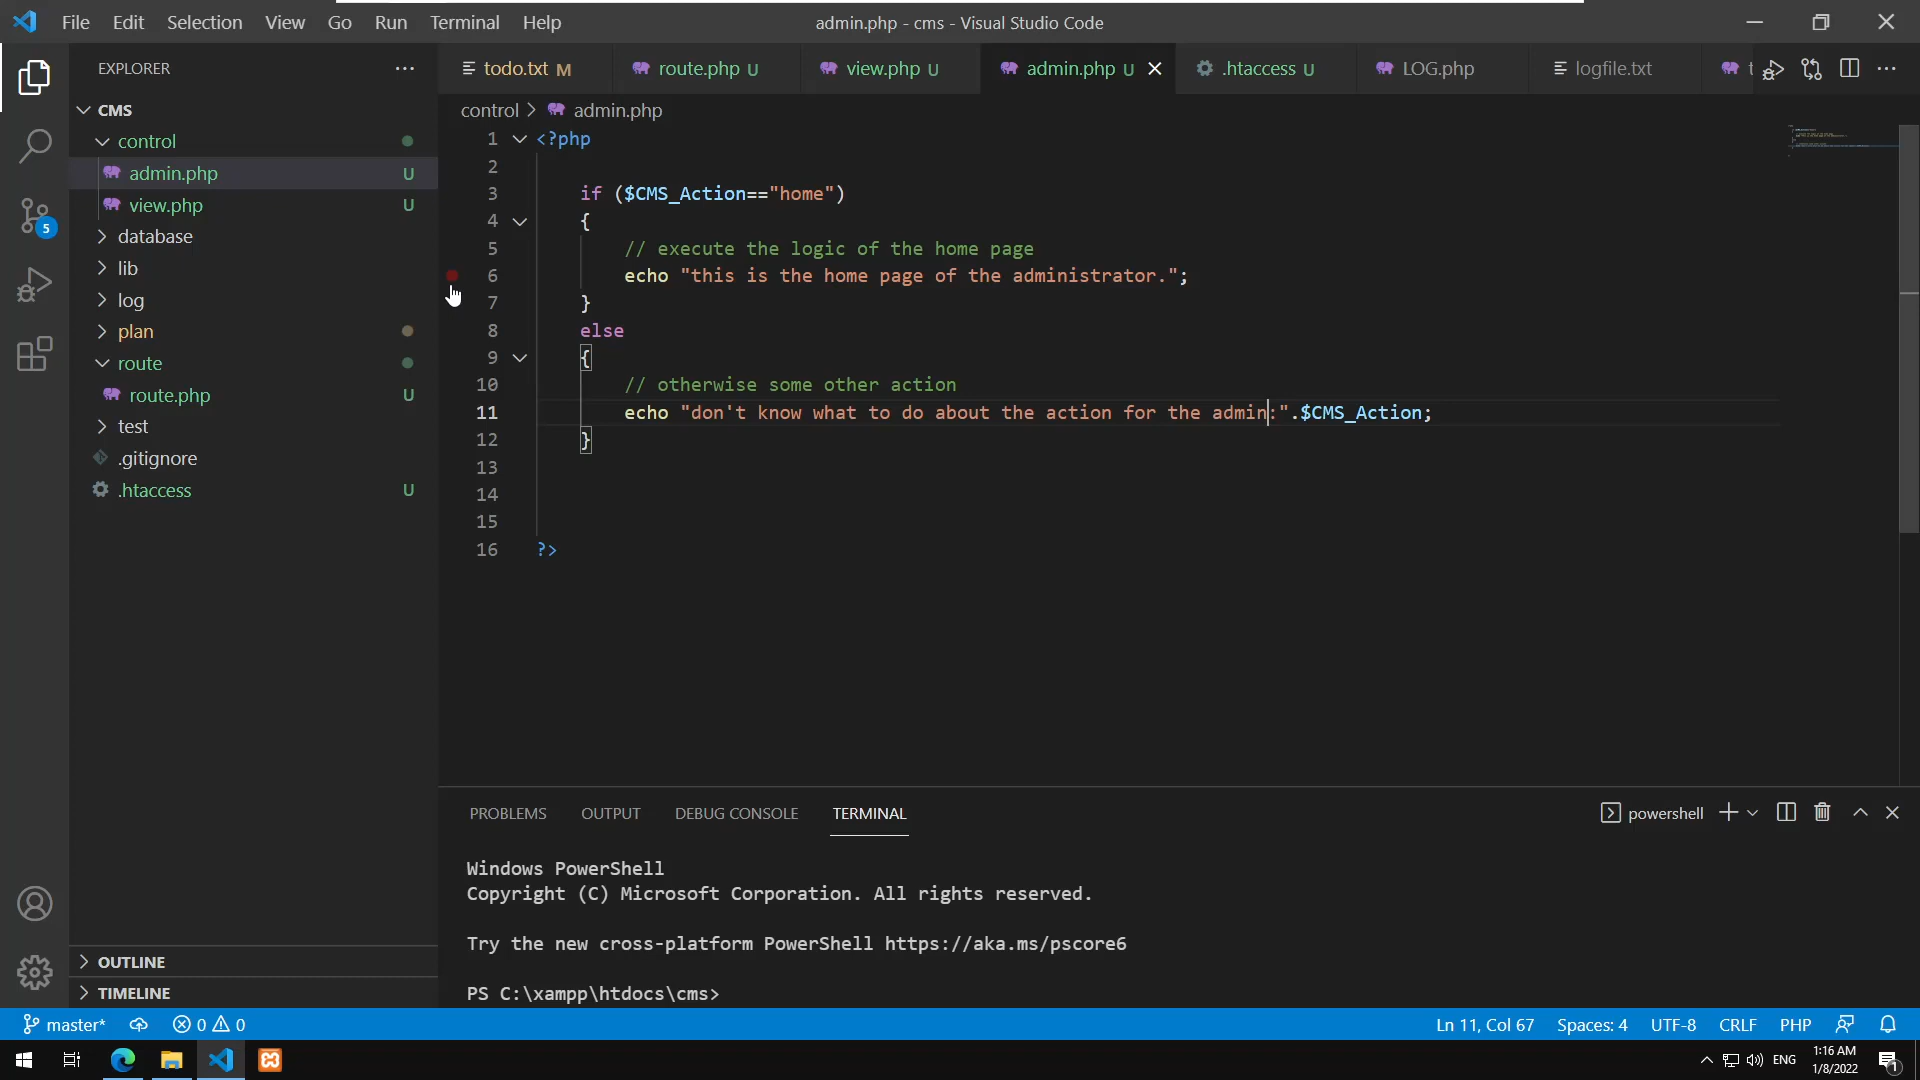 File Edit Selection View Go Run Terminal Help
admin.php - cms - Visual Studio Code
EXPLORER
todo.txt M
route.php U
view.php U
admin.php U
.htaccess U
LOG.php
logfile.txt
t
CMS
control
admin.php U
view.php U
database
lib
log
plan
route
route.php U
test
.gitignore
.htaccess U
OUTLINE
TIMELINE
5
control > admin.php
1 <?php
2
3 if ($CMS_Action=="home")
4 {
5 // execute the logic of the home page
6 echo "this is the home page of the administrator.";
7 }
8 else
9 {
10 // otherwise some other action
11 echo "don't know what to do about the action for the admin:".$CMS_Action;
12 }
13
14
15
16 ?>
PROBLEMS OUTPUT DEBUG CONSOLE TERMINAL
powershell
Windows PowerShell
Copyright (C) Microsoft Corporation. All rights reserved.
Try the new cross-platform PowerShell https://aka.ms/pscore6
PS C:\xampp\htdocs\cms>
master* 0 0
Ln 11, Col 67 Spaces: 4 UTF-8 CRLF PHP
ENG
1:16 AM
1/8/2022
1